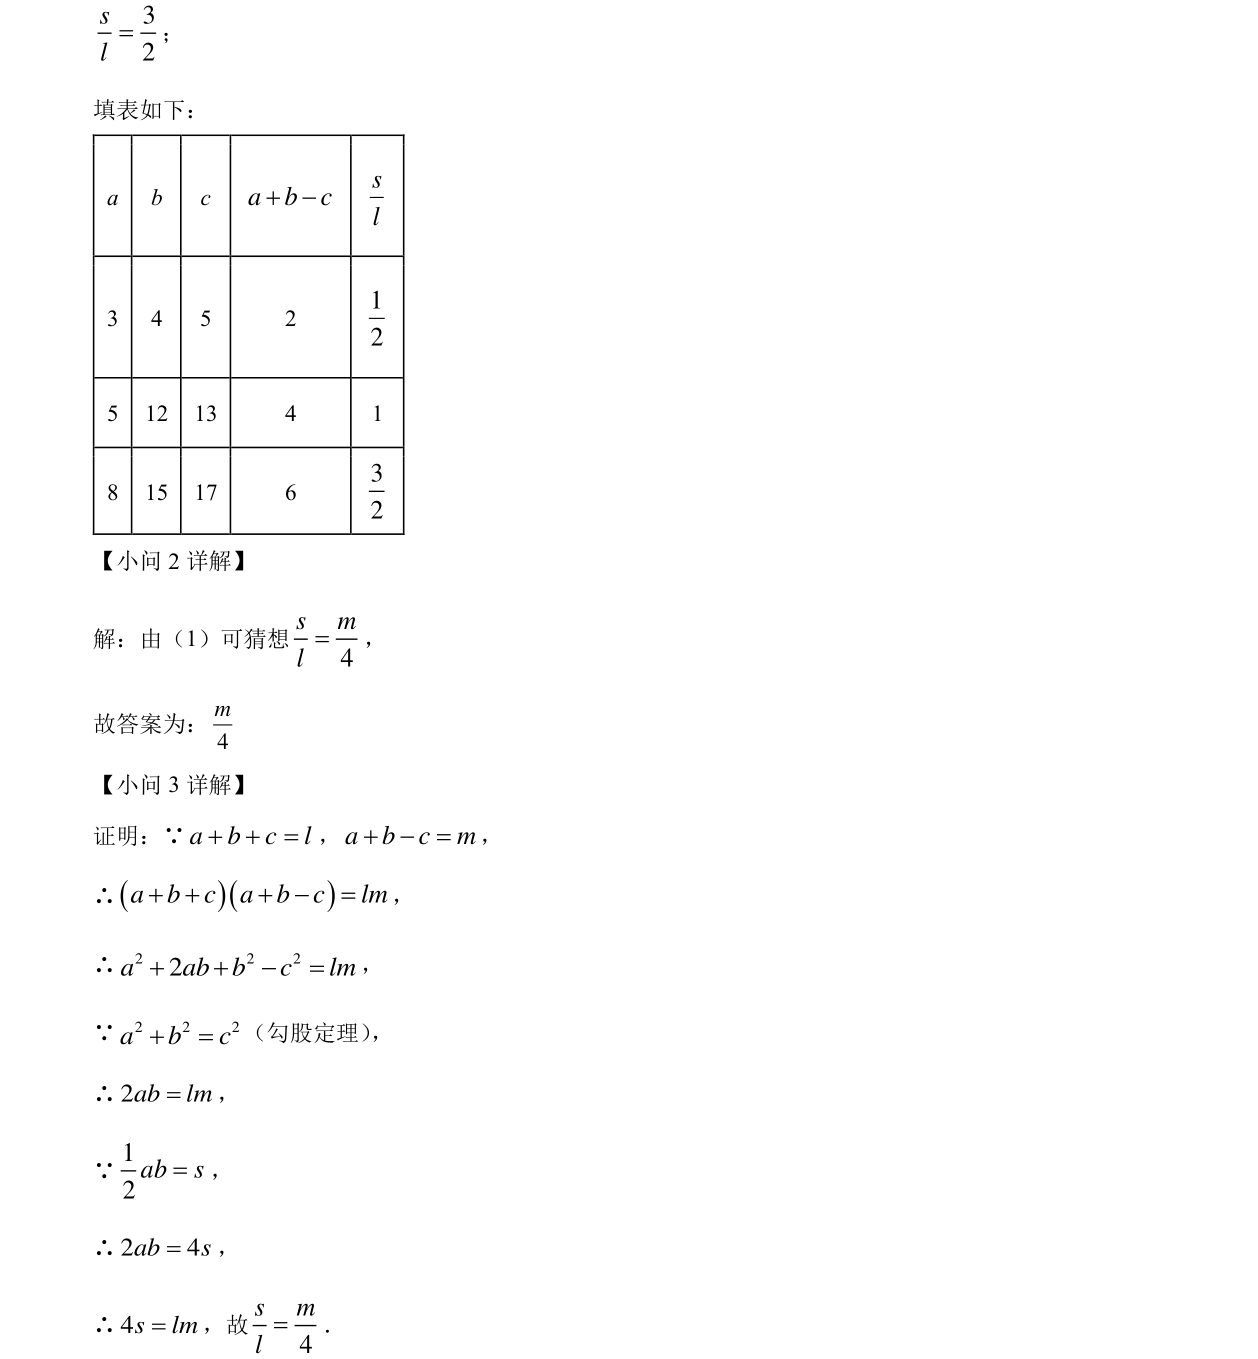 s/l = 3/2；
填表如下：
a b c a+b−c s/l
3 4 5 2 1/2
5 12 13 4 1
8 15 17 6 3/2
【小问 2 详解】
解：由（1）可猜想 s/l = m/4，
故答案为：m/4
【小问 3 详解】
证明：∵a+b+c=l，a+b−c=m，
∴(a+b+c)(a+b−c)=lm，
∴a²+2ab+b²−c²=lm，
∵a²+b²=c²（勾股定理），
∴2ab=lm，
∵1/2 ab=s，
∴2ab=4s，
∴4s=lm，故 s/l = m/4．